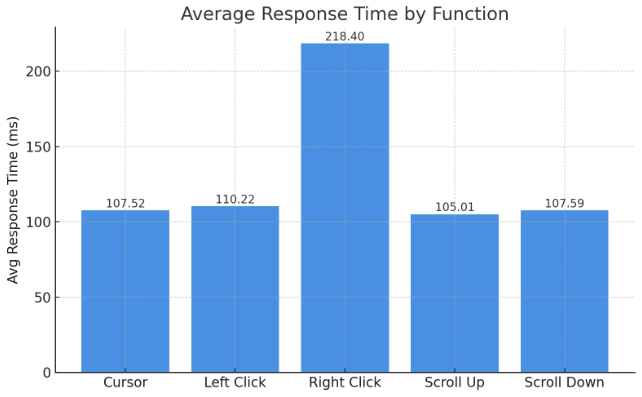 Average Response Time by Function
Avg Response Time (ms)
200
150
100
50
0
107.52
110.22
218.40
105.01
107.59
Cursor
Left Click
Right Click
Scroll Up
Scroll Down